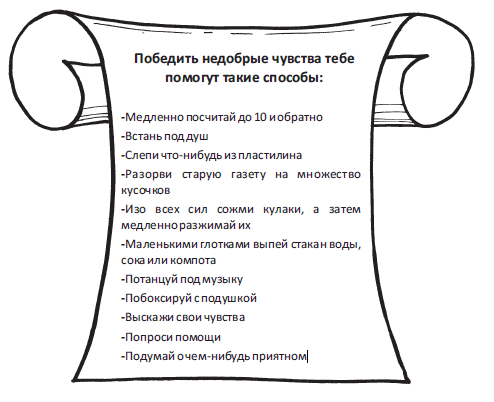 Победить недобрые чувства тебе
помогут такие способы:
-Медленно посчитай до 10 и обратно
-Встань под душ
-Слепи что-нибудь из пластилина
-Разорви старую газету на множество
кусочков
-Изо всех сил сожми кулаки, а затем
медленно разжимай их
-Маленькими глотками выпей стакан воды,
сока или компота
-Потанцуй под музыку
-Побоксируй с подушкой
-Выскажи свои чувства
-Попроси помощи
-Подумай о чем-нибудь приятном